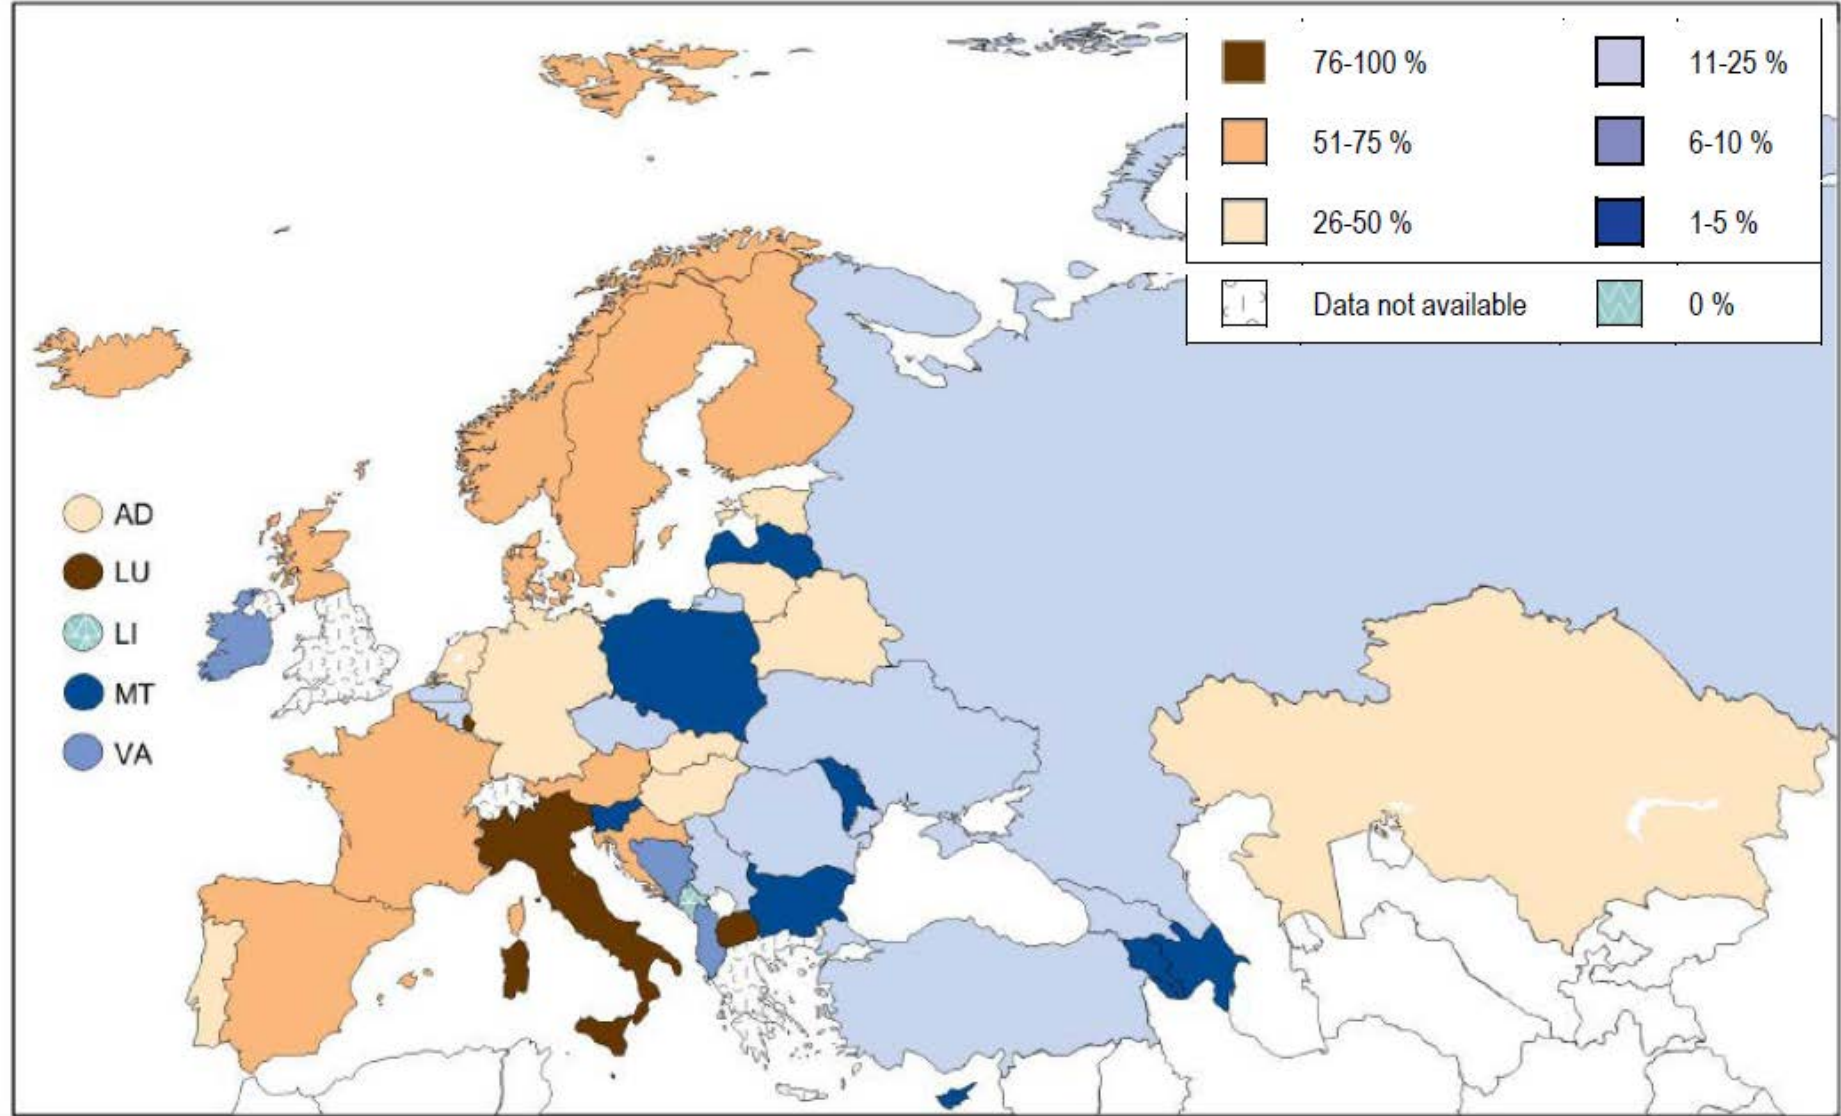 76-100 %
11-25 %
51-75 %
6-10 %
26-50 %
1-5 %
Data not available
0 %
AD
LU
LI
MT
VA